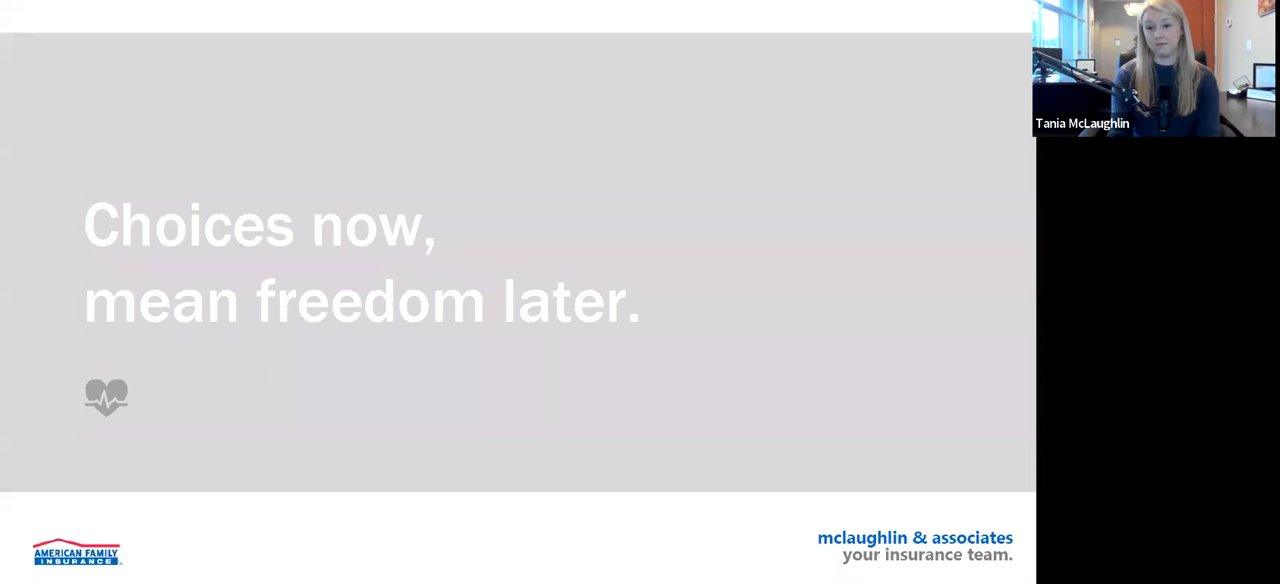 Choices now,
mean freedom later.
Tania McLaughlin
AMERICAN FAMILY
INSURANCE
mclaughlin & associates
your insurance team.